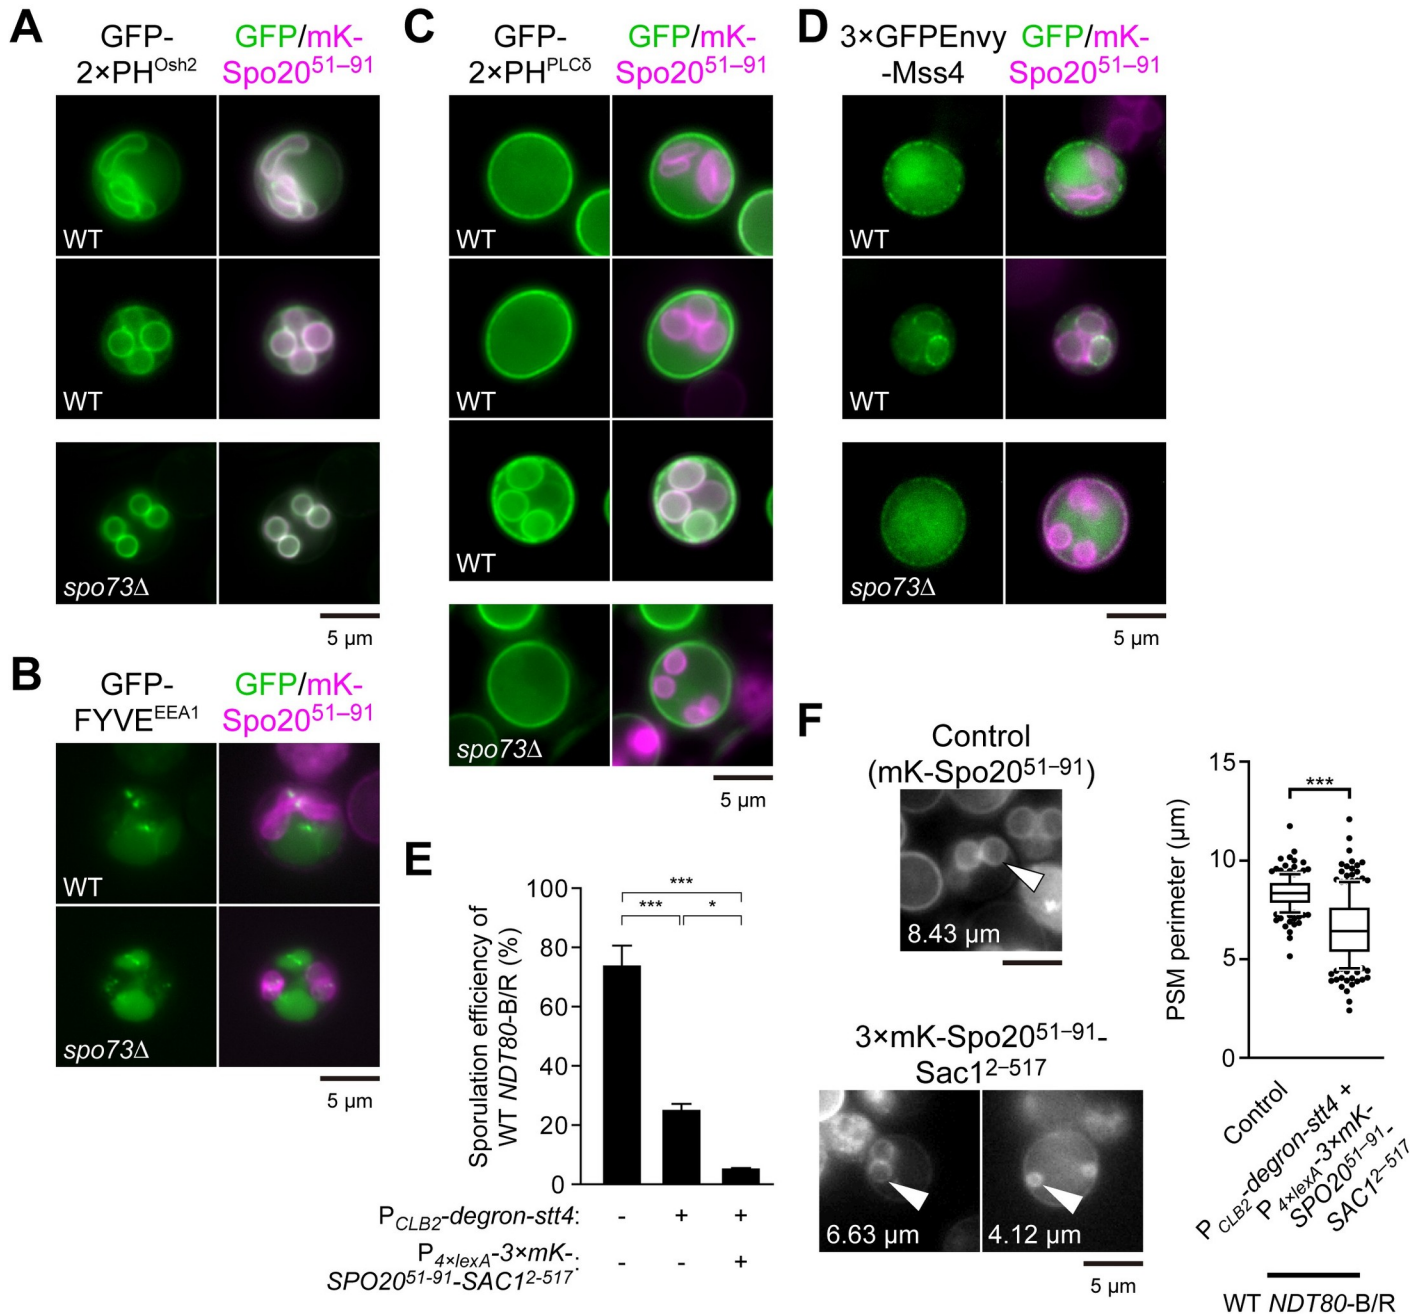 A
GFP-
2×PH^Osh2
GFP/mK-
Spo20^51–91
WT
WT
spo73Δ
5 µm
B
GFP-
FYVE^EEA1
GFP/mK-
Spo20^51–91
WT
spo73Δ
5 µm
C
GFP-
2×PH^PLCδ
GFP/mK-
Spo20^51–91
WT
WT
WT
spo73Δ
5 µm
D
3×GFPEnvy
-Mss4
GFP/mK-
Spo20^51–91
WT
WT
spo73Δ
5 µm
E
Sporulation efficiency of
WT NDT80-B/R (%)
100
80
60
40
20
0
***
***
*
P_CLB2-degron-stt4: - + +
P_4×lexA-3×mK-
SPO20^51-91-SAC1^2-517: - - +
F
Control
(mK-Spo20^51–91)
8.43 µm
3×mK-Spo20^51–91-
Sac1^2–517
6.63 µm
4.12 µm
5 µm
PSM perimeter (µm)
15
10
5
0
***
Control
P_CLB2-degron-stt4 +
P_4×lexA-3×mK-
SPO20^51–91-
SAC1^2–517
WT NDT80-B/R